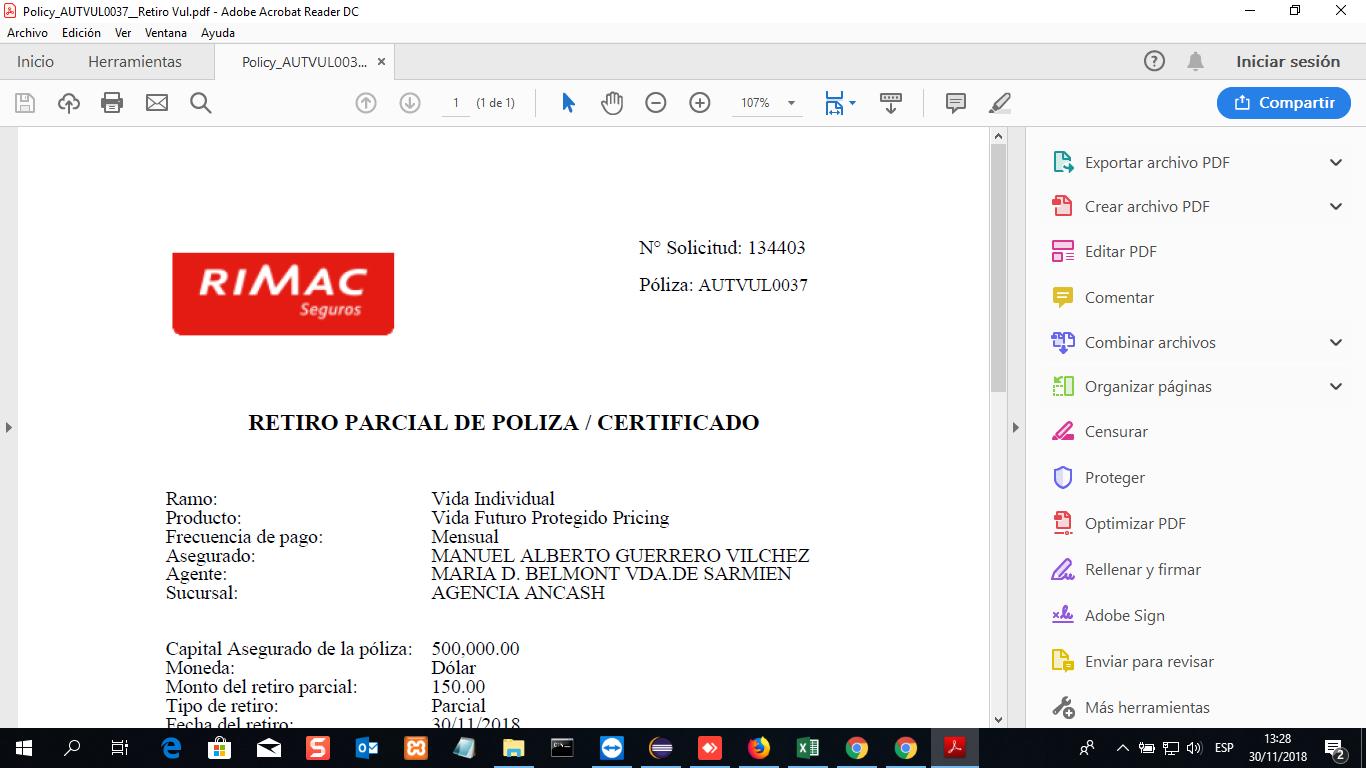 Policy_AUTVUL0037__Retiro Vul.pdf - Adobe Acrobat Reader DC
Archivo Edición Ver Ventana Ayuda
Inicio Herramientas Policy_AUTVUL003... × Iniciar sesión
1 (1 de 1) 107% Compartir
N° Solicitud: 134403
Póliza: AUTVUL0037
RIMAC
Seguros
RETIRO PARCIAL DE POLIZA / CERTIFICADO
Ramo: Vida Individual
Producto: Vida Futuro Protegido Pricing
Frecuencia de pago: Mensual
Asegurado: MANUEL ALBERTO GUERRERO VILCHEZ
Agente: MARIA D. BELMONT VDA.DE SARMIEN
Sucursal: AGENCIA ANCASH
Capital Asegurado de la póliza: 500,000.00
Moneda: Dólar
Monto del retiro parcial: 150.00
Tipo de retiro: Parcial
Fecha del retiro: 30/11/2018
Exportar archivo PDF
Crear archivo PDF
Editar PDF
Comentar
Combinar archivos
Organizar páginas
Censurar
Proteger
Optimizar PDF
Rellenar y firmar
Adobe Sign
Enviar para revisar
Más herramientas
ESP
13:28
30/11/2018
2